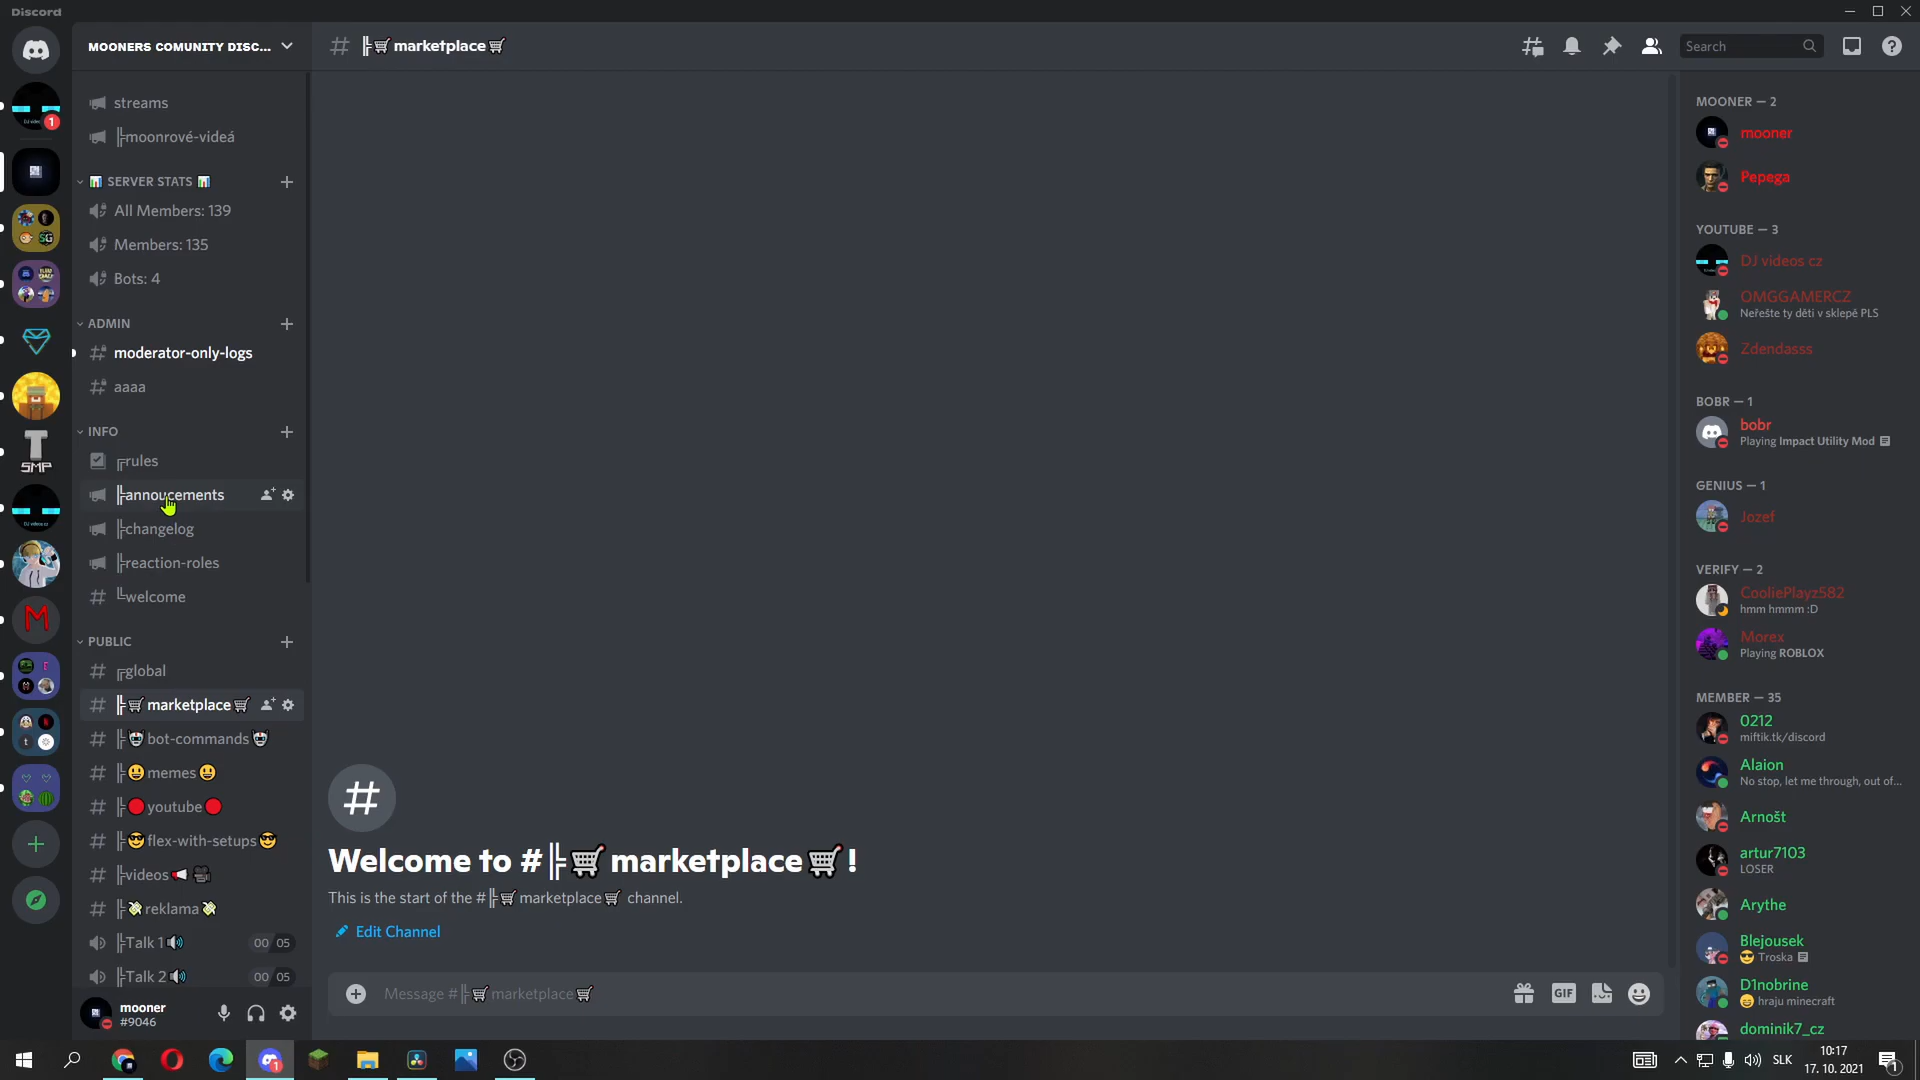 Discord
MOONERS COMUNITY DISC...
streams
╠moonrové-videá
📊 SERVER STATS 📊
All Members: 139
Members: 135
Bots: 4
ADMIN
moderator-only-logs
aaaa
INFO
╔rules
╠annoucements
╠changelog
╠reaction-roles
╚welcome
PUBLIC
╔global
╠🛒marketplace🛒
╠🤖bot-commands🤖
╠😃memes😃
╠🔴youtube🔴
╠😎flex-with-setups😎
╠videos📢🎥
╠💸reklama💸
╠Talk 1🔊 00 05
╠Talk 2🔊 00 05
mooner
#9046
╠🛒marketplace🛒
Search
Welcome to #╠🛒marketplace🛒!
This is the start of the #╠🛒marketplace🛒 channel.
Edit Channel
Message #╠🛒marketplace🛒
GIF
MOONER — 2
mooner
Pepega
YOUTUBE — 3
DJ videos cz
OMGGAMERCZ
Neřešte ty děti v sklepě PLS
Zdendasss
BOBR — 1
bobr
Playing Impact Utility Mod
GENIUS — 1
Jozef
VERIFY — 2
CooliePlayz582
hmm hmmm :D
Morex
Playing ROBLOX
MEMBER — 35
0212
miftik.tk/discord
Alaion
No stop, let me through, out of...
Arnošt
artur7103
LOSER
Arythe
Blejousek
😎 Troska
D1nobrine
😄 hraju minecraft
dominik7_cz
T
SMP
SG
M
1
1
SLK
10:17
17. 10. 2021
1